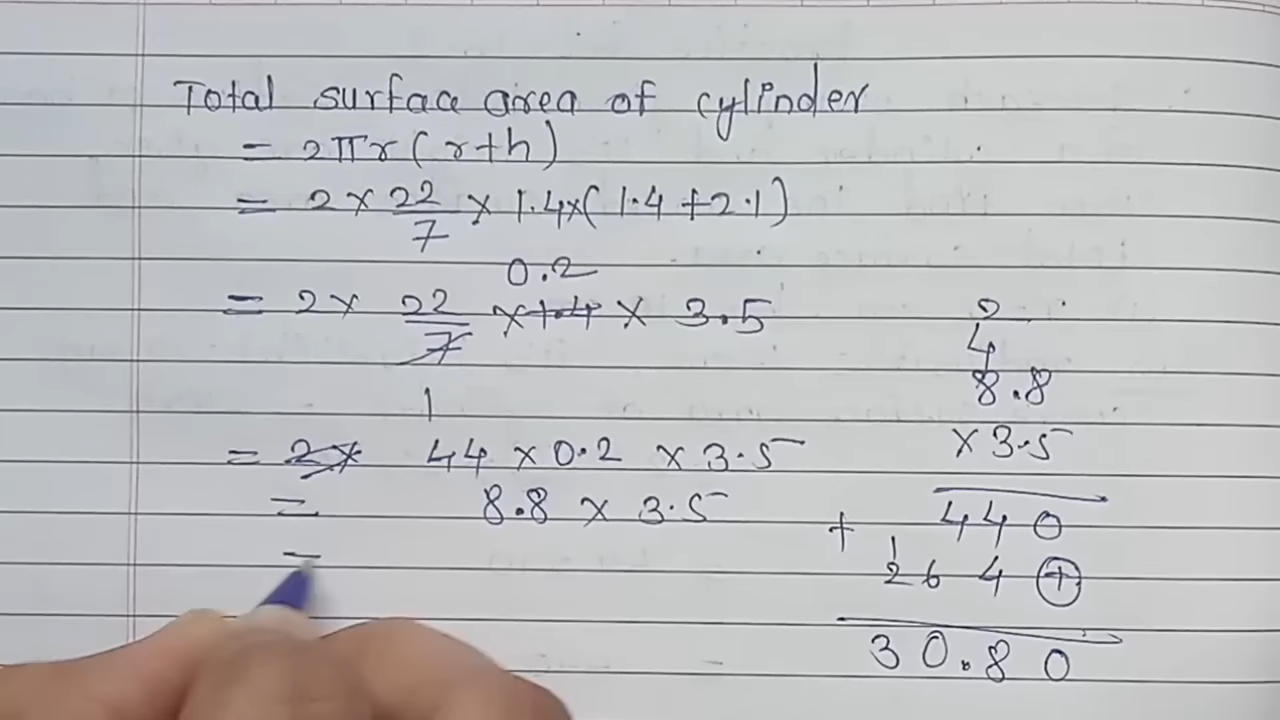 Total surface area of cylinder
= 2πr(r+h)
= 2 × 22/7 × 1.4×(1.4+2.1)
0.2
= 2× 22/7 ×1.4 × 3.5
1
= 2× 44 ×0.2 ×3.5
= 8.8 × 3.5
=
2
4
8.8
×3.5
+ 440
1
264+
30.80